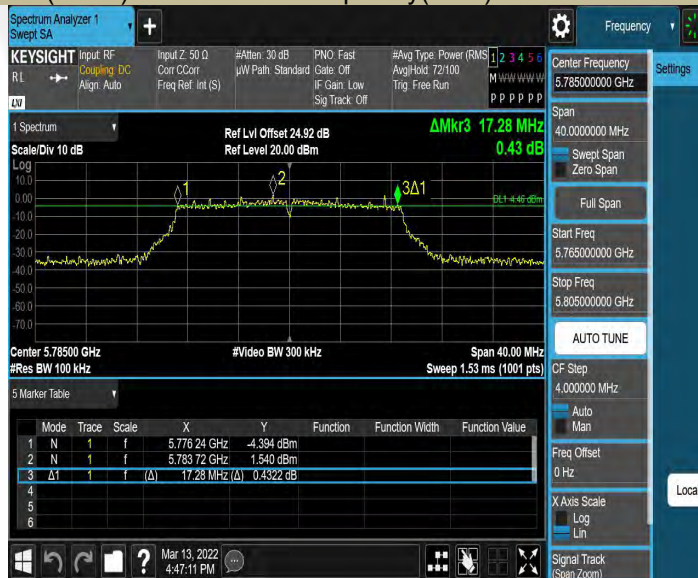 Spectrum Analyzer 1
Swept SA
+
Frequency
KEYSIGHT
RL
LXI
Input: RF
Coupling: DC
Align: Auto
Input Z: 50 Ω
Corr CCorr
Freq Ref: Int (S)
#Atten: 30 dB
µW Path: Standard
PNO: Fast
Gate: Off
IF Gain: Low
Sig Track: Off
#Avg Type: Power (RMS
Avg|Hold: 72/100
Trig: Free Run
1 2 3 4 5 6
M W W W W W
P P P P P P
1 Spectrum
Scale/Div 10 dB
Ref Lvl Offset 24.92 dB
Ref Level 20.00 dBm
ΔMkr3 17.28 MHz
0.43 dB
Log
10.0
0.00
-10.0
-20.0
-30.0
-40.0
-50.0
-60.0
-70.0
1
2
3Δ1
DL1 -4.46 dBm
Center 5.78500 GHz
#Video BW 300 kHz
Span 40.00 MHz
#Res BW 100 kHz
Sweep 1.53 ms (1001 pts)
5 Marker Table
Mode Trace Scale X Y Function Function Width Function Value
1 N 1 f 5.776 24 GHz -4.394 dBm
2 N 1 f 5.783 72 GHz 1.540 dBm
3 Δ1 1 f (Δ) 17.28 MHz (Δ) 0.4322 dB
4
5
6
?
Mar 13, 2022
4:47:11 PM
Center Frequency
5.785000000 GHz
Settings
Span
40.0000000 MHz
Swept Span
Zero Span
Full Span
Start Freq
5.765000000 GHz
Stop Freq
5.805000000 GHz
AUTO TUNE
CF Step
4.000000 MHz
Auto
Man
Freq Offset
0 Hz
X Axis Scale
Log
Lin
Loca
Signal Track
(Span Zoom)